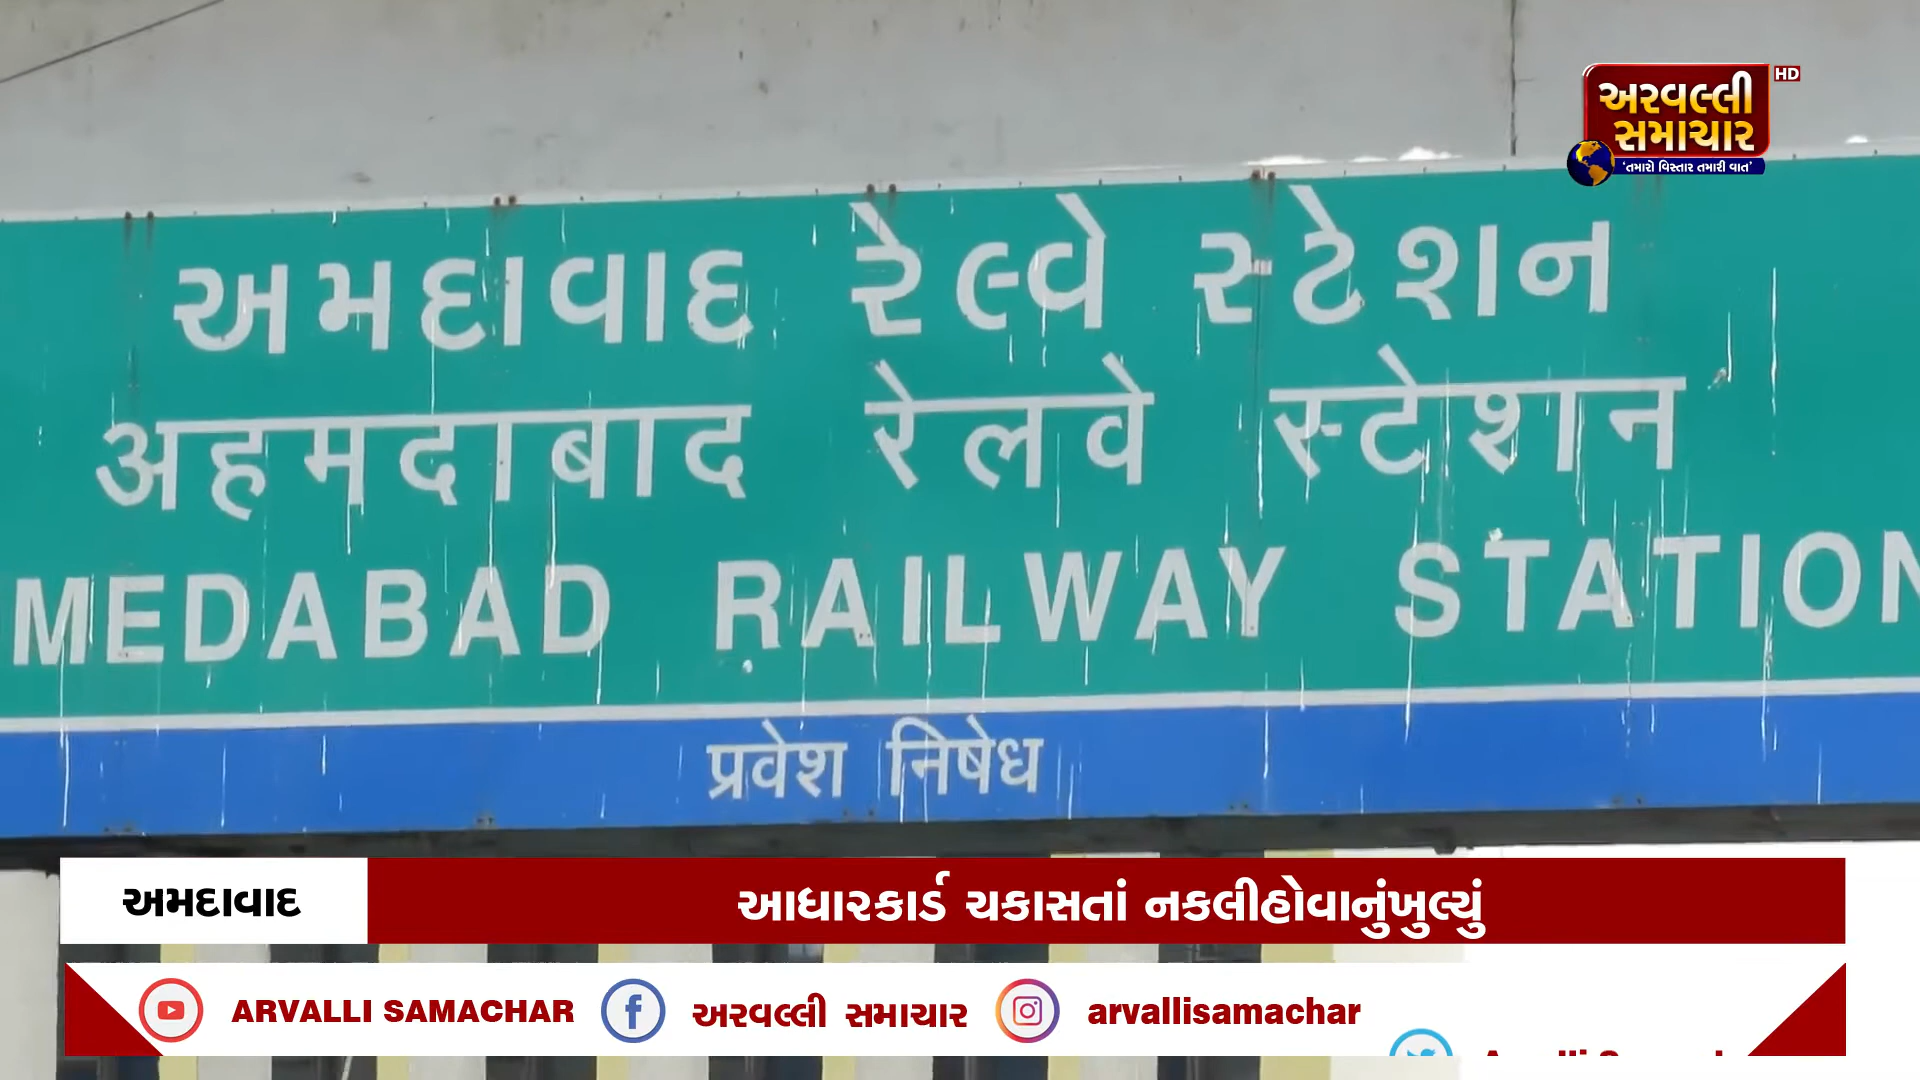 અરવલ્લી HD
સમાચાર
'તમારો વિસ્તાર તમારી વાત'
અમદાવાદ રેલ્વે સ્ટેશન
अहमदाबाद रेलवे स्टेशन
MEDABAD RAILWAY STATION
प्रवेश निषेध
અમદાવાદ
આધારકાર્ડ ચકાસતાં નકલીહોવાનુંખુલ્યું
ARVALLI SAMACHAR અરવલ્લી સમાચાર arvallisamachar